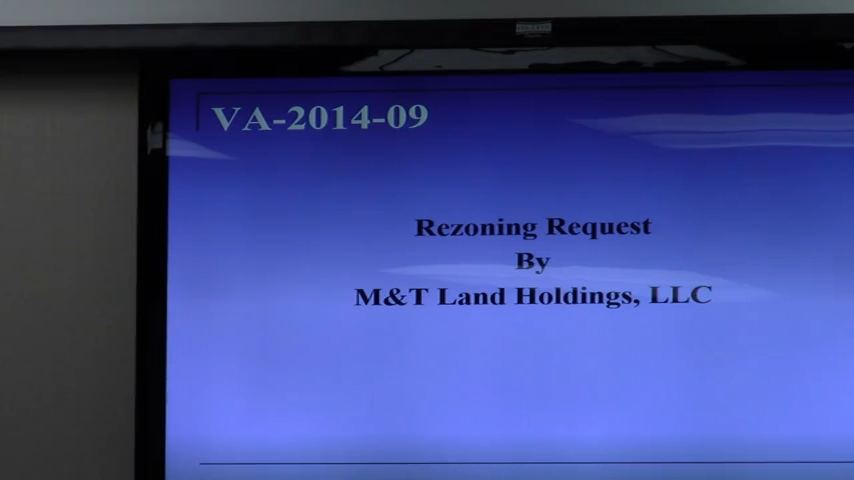 VA-2014-09
Rezoning Request
By
M&T Land Holdings, LLC